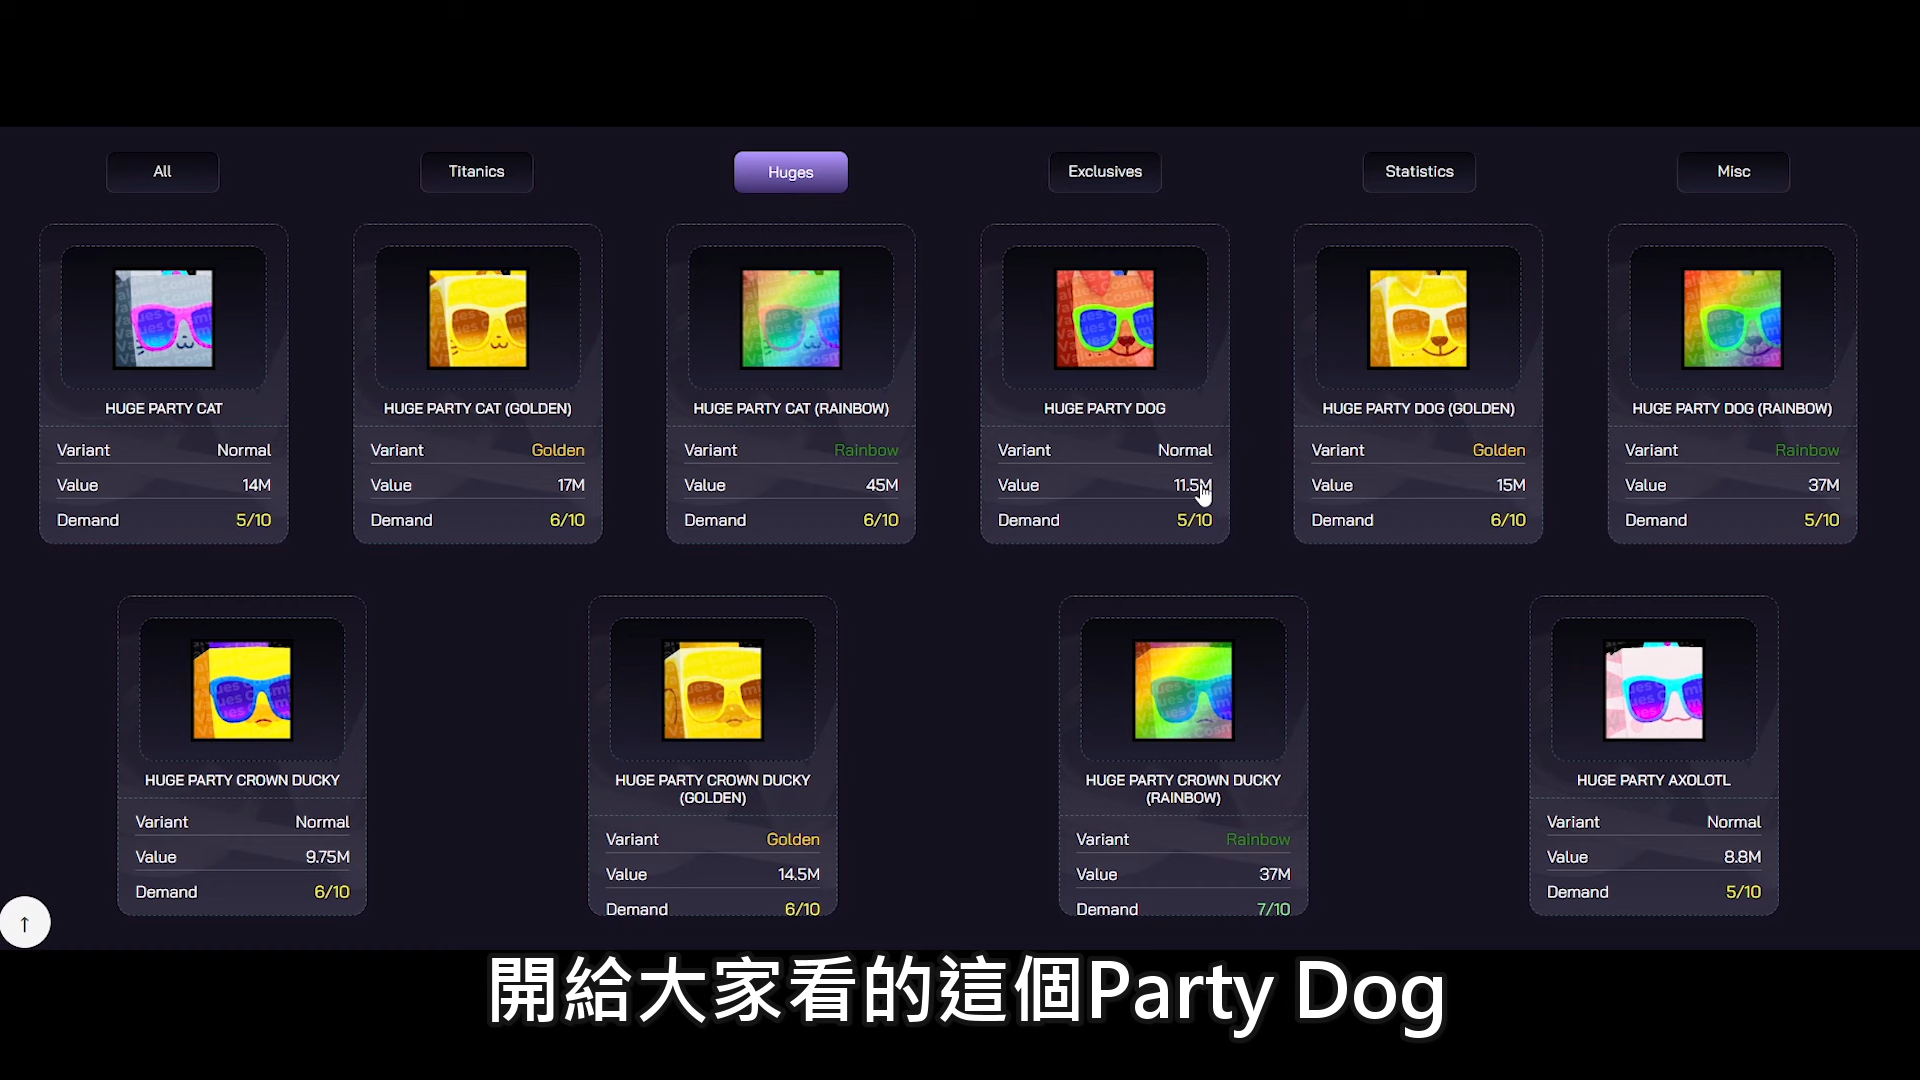 All
Titanics
Huges
Exclusives
Statistics
Misc
HUGE PARTY CAT
Variant Normal
Value 14M
Demand 5/10
HUGE PARTY CAT (GOLDEN)
Variant Golden
Value 17M
Demand 6/10
HUGE PARTY CAT (RAINBOW)
Variant Rainbow
Value 45M
Demand 6/10
HUGE PARTY DOG
Variant Normal
Value 11.5M
Demand 5/10
HUGE PARTY DOG (GOLDEN)
Variant Golden
Value 15M
Demand 6/10
HUGE PARTY DOG (RAINBOW)
Variant Rainbow
Value 37M
Demand 5/10
HUGE PARTY CROWN DUCKY
Variant Normal
Value 9.75M
Demand 6/10
HUGE PARTY CROWN DUCKY
(GOLDEN)
Variant Golden
Value 14.5M
Demand 6/10
HUGE PARTY CROWN DUCKY
(RAINBOW)
Variant Rainbow
Value 37M
Demand 7/10
HUGE PARTY AXOLOTL
Variant Normal
Value 8.8M
Demand 5/10
↑
開給大家看的這個Party Dog